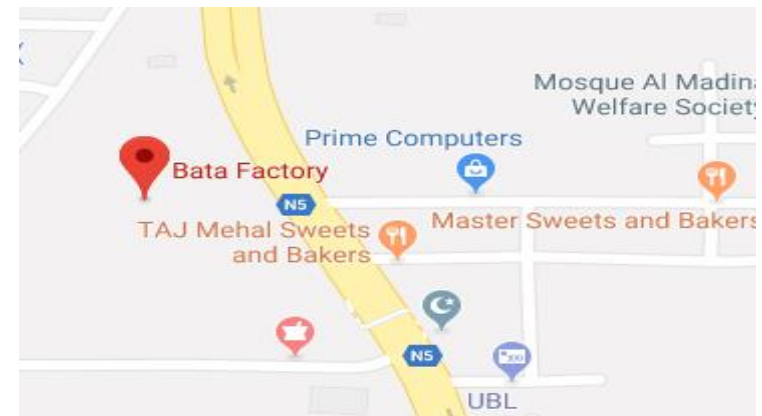 Mosque Al Madin
Welfare Society
Prime Computers
Bata Factory
N5
TAJ Mehal Sweets
and Bakers
Master Sweets and Bakers
N5
UBL